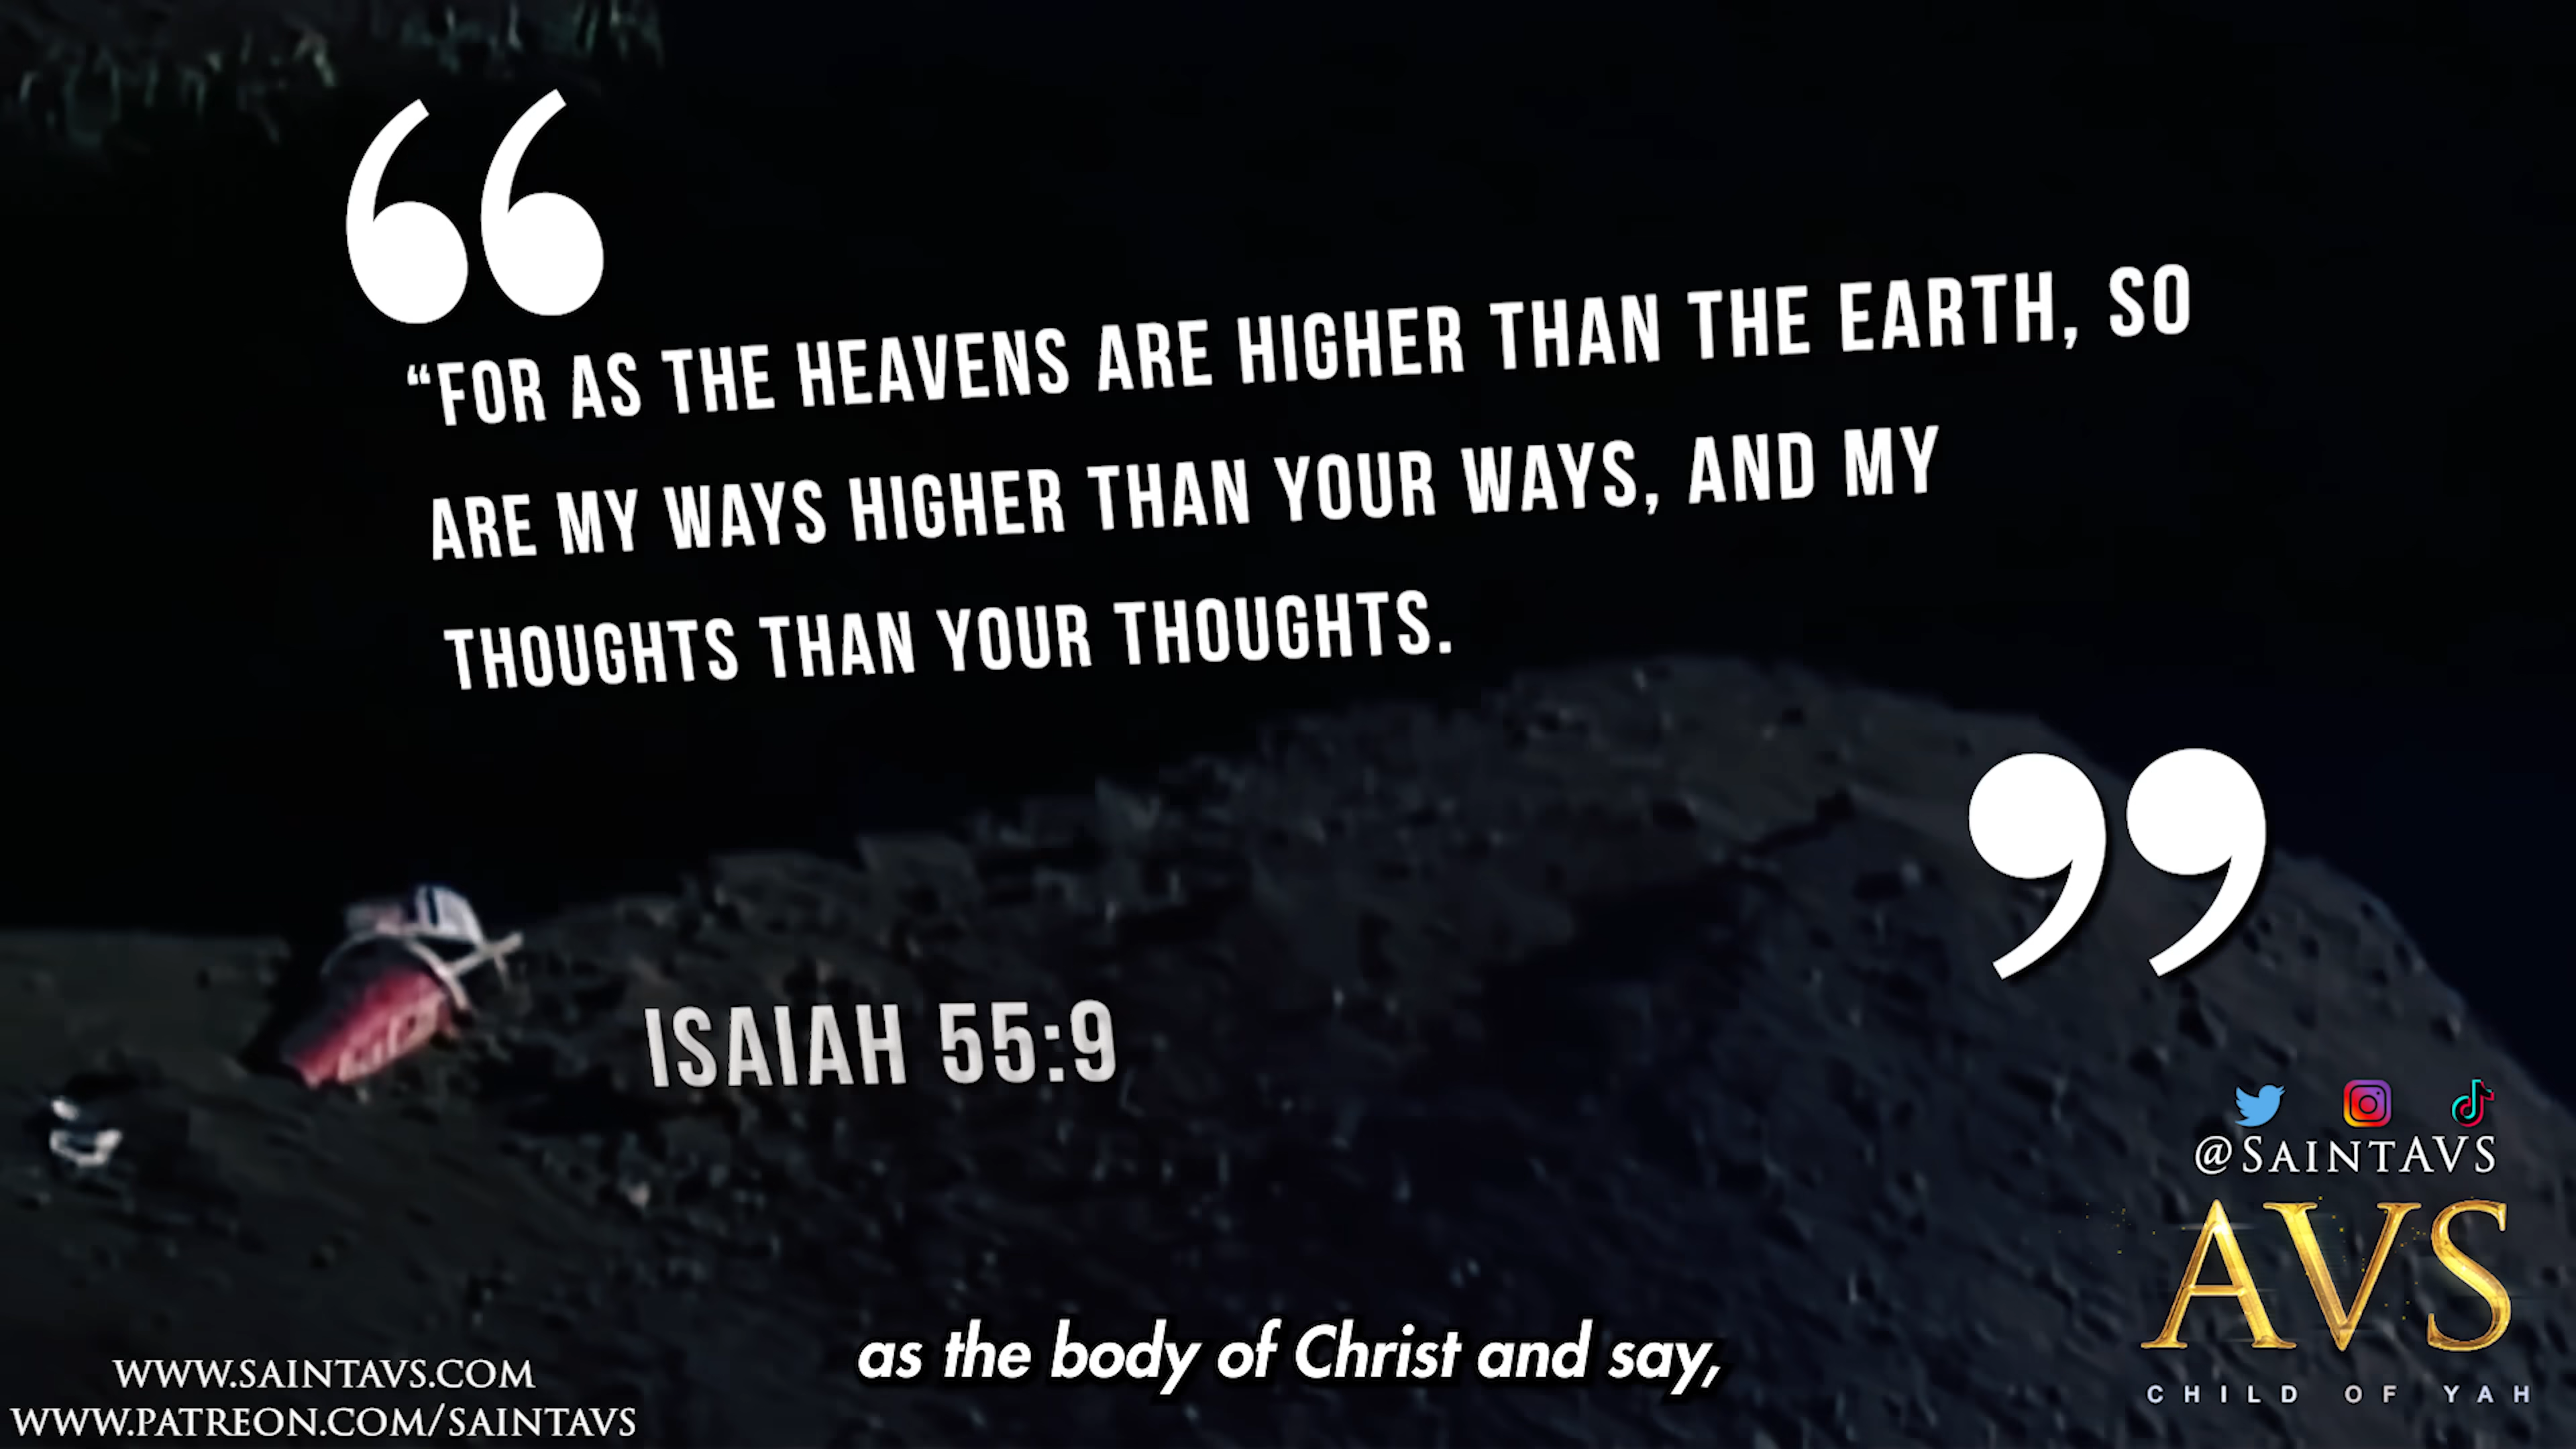 “FOR AS THE HEAVENS ARE HIGHER THAN THE EARTH, SO
ARE MY WAYS HIGHER THAN YOUR WAYS, AND MY
THOUGHTS THAN YOUR THOUGHTS.
ISAIAH 55:9
@SAINTAVS
AVS
CHILD OF YAH
as the body of Christ and say,
WWW.SAINTAVS.COM
WWW.PATREON.COM/SAINTAVS